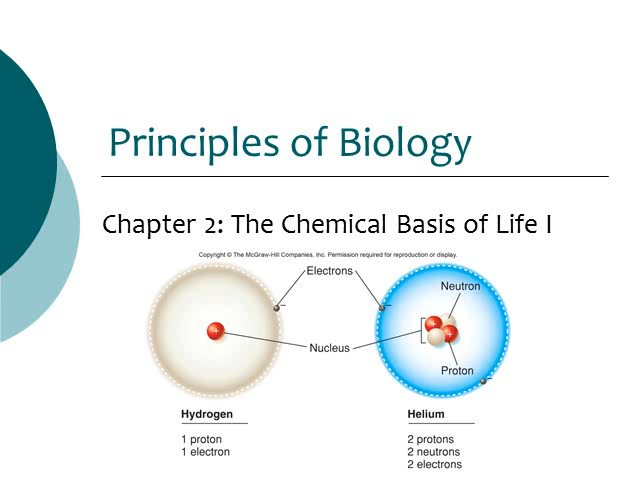 Principles of Biology
Chapter 2: The Chemical Basis of Life I
Copyright © The McGraw-Hill Companies, Inc. Permission required for reproduction or display.
Electrons
Neutron
Nucleus
Proton
Hydrogen
1 proton
1 electron
Helium
2 protons
2 neutrons
2 electrons